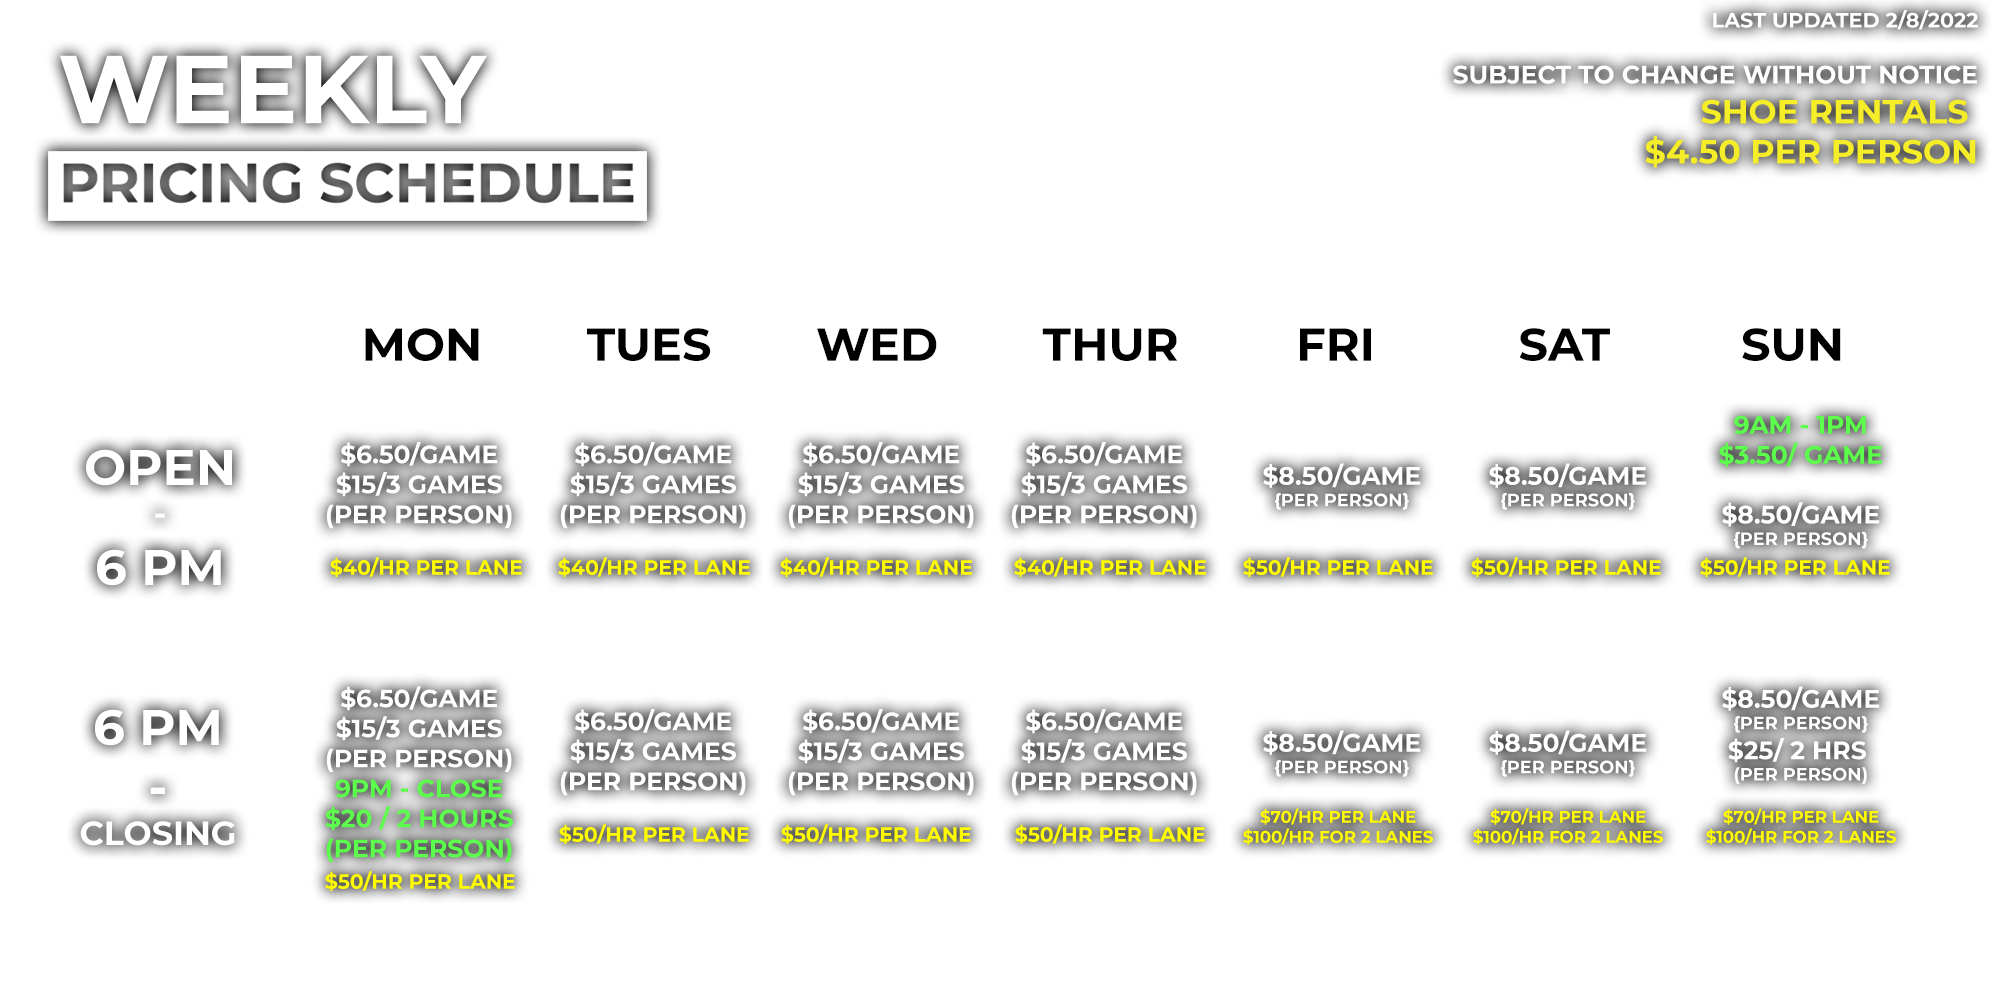 LAST UPDATED 2/8/2022
WEEKLY
PRICING SCHEDULE
SUBJECT TO CHANGE WITHOUT NOTICE
SHOE RENTALS
$4.50 PER PERSON
MON TUES WED THUR FRI SAT SUN
OPEN
-
6 PM
$6.50/GAME
$15/3 GAMES
(PER PERSON)
$40/HR PER LANE
$6.50/GAME
$15/3 GAMES
(PER PERSON)
$40/HR PER LANE
$6.50/GAME
$15/3 GAMES
(PER PERSON)
$40/HR PER LANE
$6.50/GAME
$15/3 GAMES
(PER PERSON)
$40/HR PER LANE
$8.50/GAME
{PER PERSON}
$50/HR PER LANE
$8.50/GAME
{PER PERSON}
$50/HR PER LANE
9AM - 1PM
$3.50/ GAME
$8.50/GAME
{PER PERSON}
$50/HR PER LANE
6 PM
-
CLOSING
$6.50/GAME
$15/3 GAMES
(PER PERSON)
9PM - CLOSE
$20 / 2 HOURS
(PER PERSON)
$50/HR PER LANE
$6.50/GAME
$15/3 GAMES
(PER PERSON)
$50/HR PER LANE
$6.50/GAME
$15/3 GAMES
(PER PERSON)
$50/HR PER LANE
$6.50/GAME
$15/3 GAMES
(PER PERSON)
$50/HR PER LANE
$8.50/GAME
{PER PERSON}
$70/HR PER LANE
$100/HR FOR 2 LANES
$8.50/GAME
{PER PERSON}
$70/HR PER LANE
$100/HR FOR 2 LANES
$8.50/GAME
{PER PERSON}
$25/ 2 HRS
(PER PERSON)
$70/HR PER LANE
$100/HR FOR 2 LANES